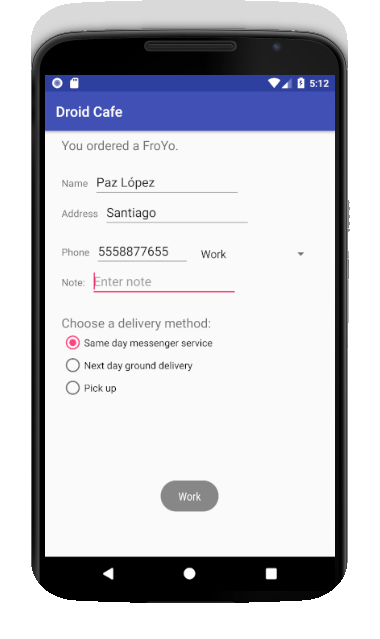 5:12
Droid Cafe
You ordered a FroYo.
Name Paz López
Address Santiago
Phone 5558877655 Work
Note: Enter note
Choose a delivery method:
Same day messenger service
Next day ground delivery
Pick up
Work